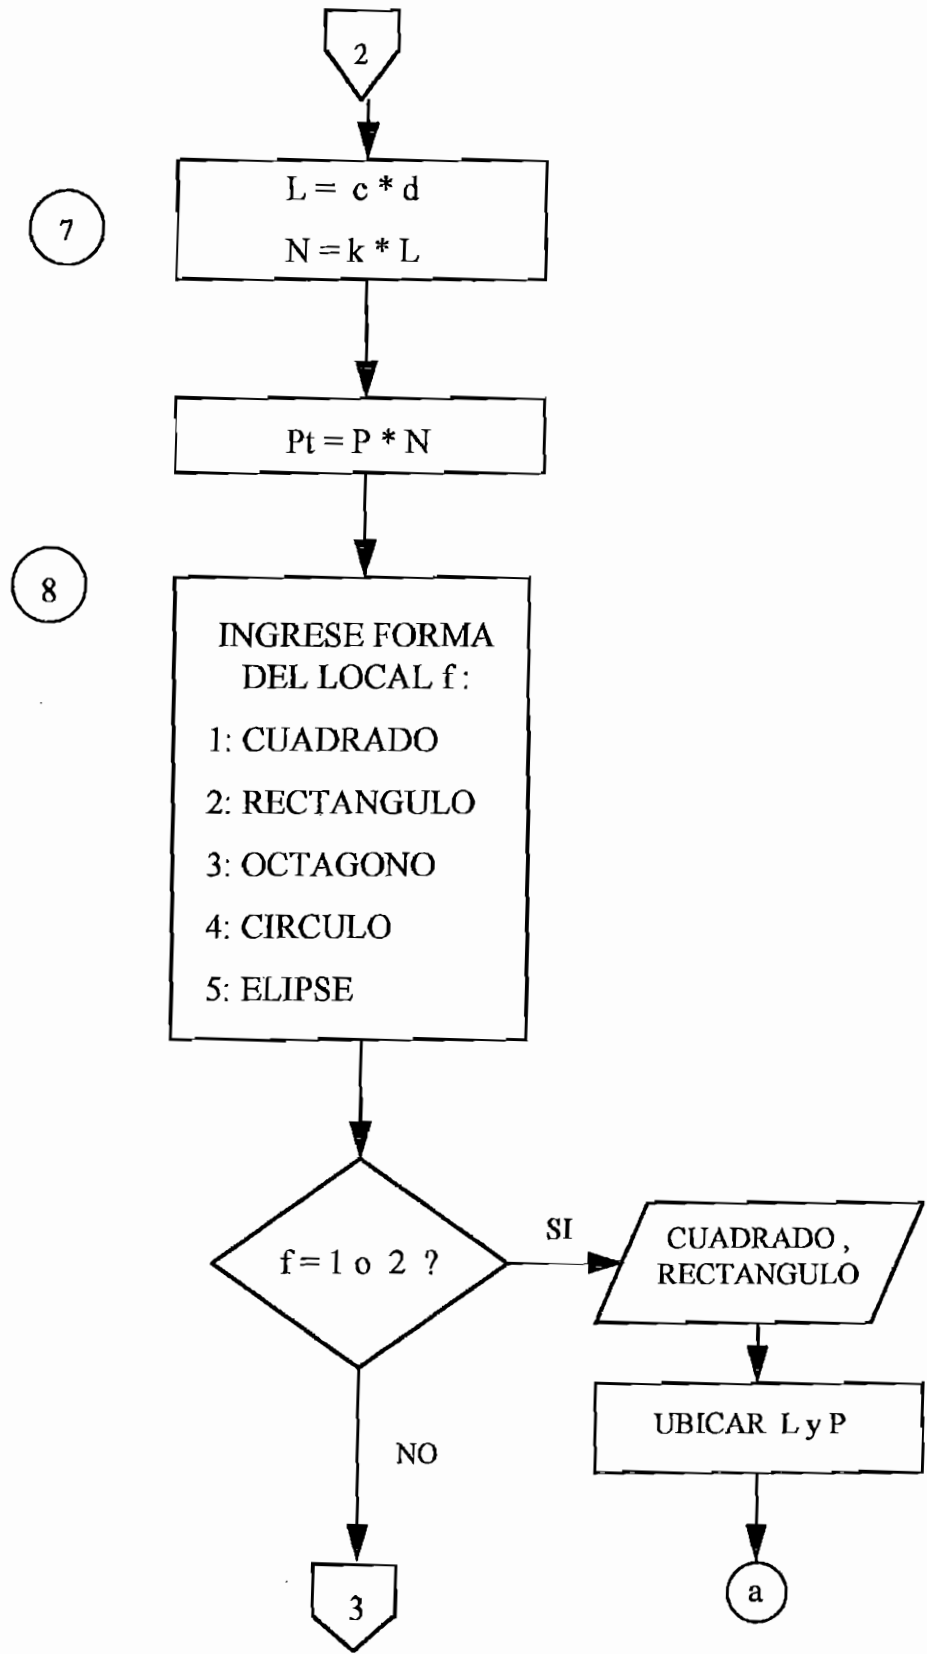 2
7
L = c * d
N = k * L
Pt = P * N
8
INGRESE FORMA
DEL LOCAL f :
1: CUADRADO
2: RECTANGULO
3: OCTAGONO
4: CIRCULO
5: ELIPSE
f = 1 o 2 ?
SI
CUADRADO ,
RECTANGULO
UBICAR L y P
NO
3
a